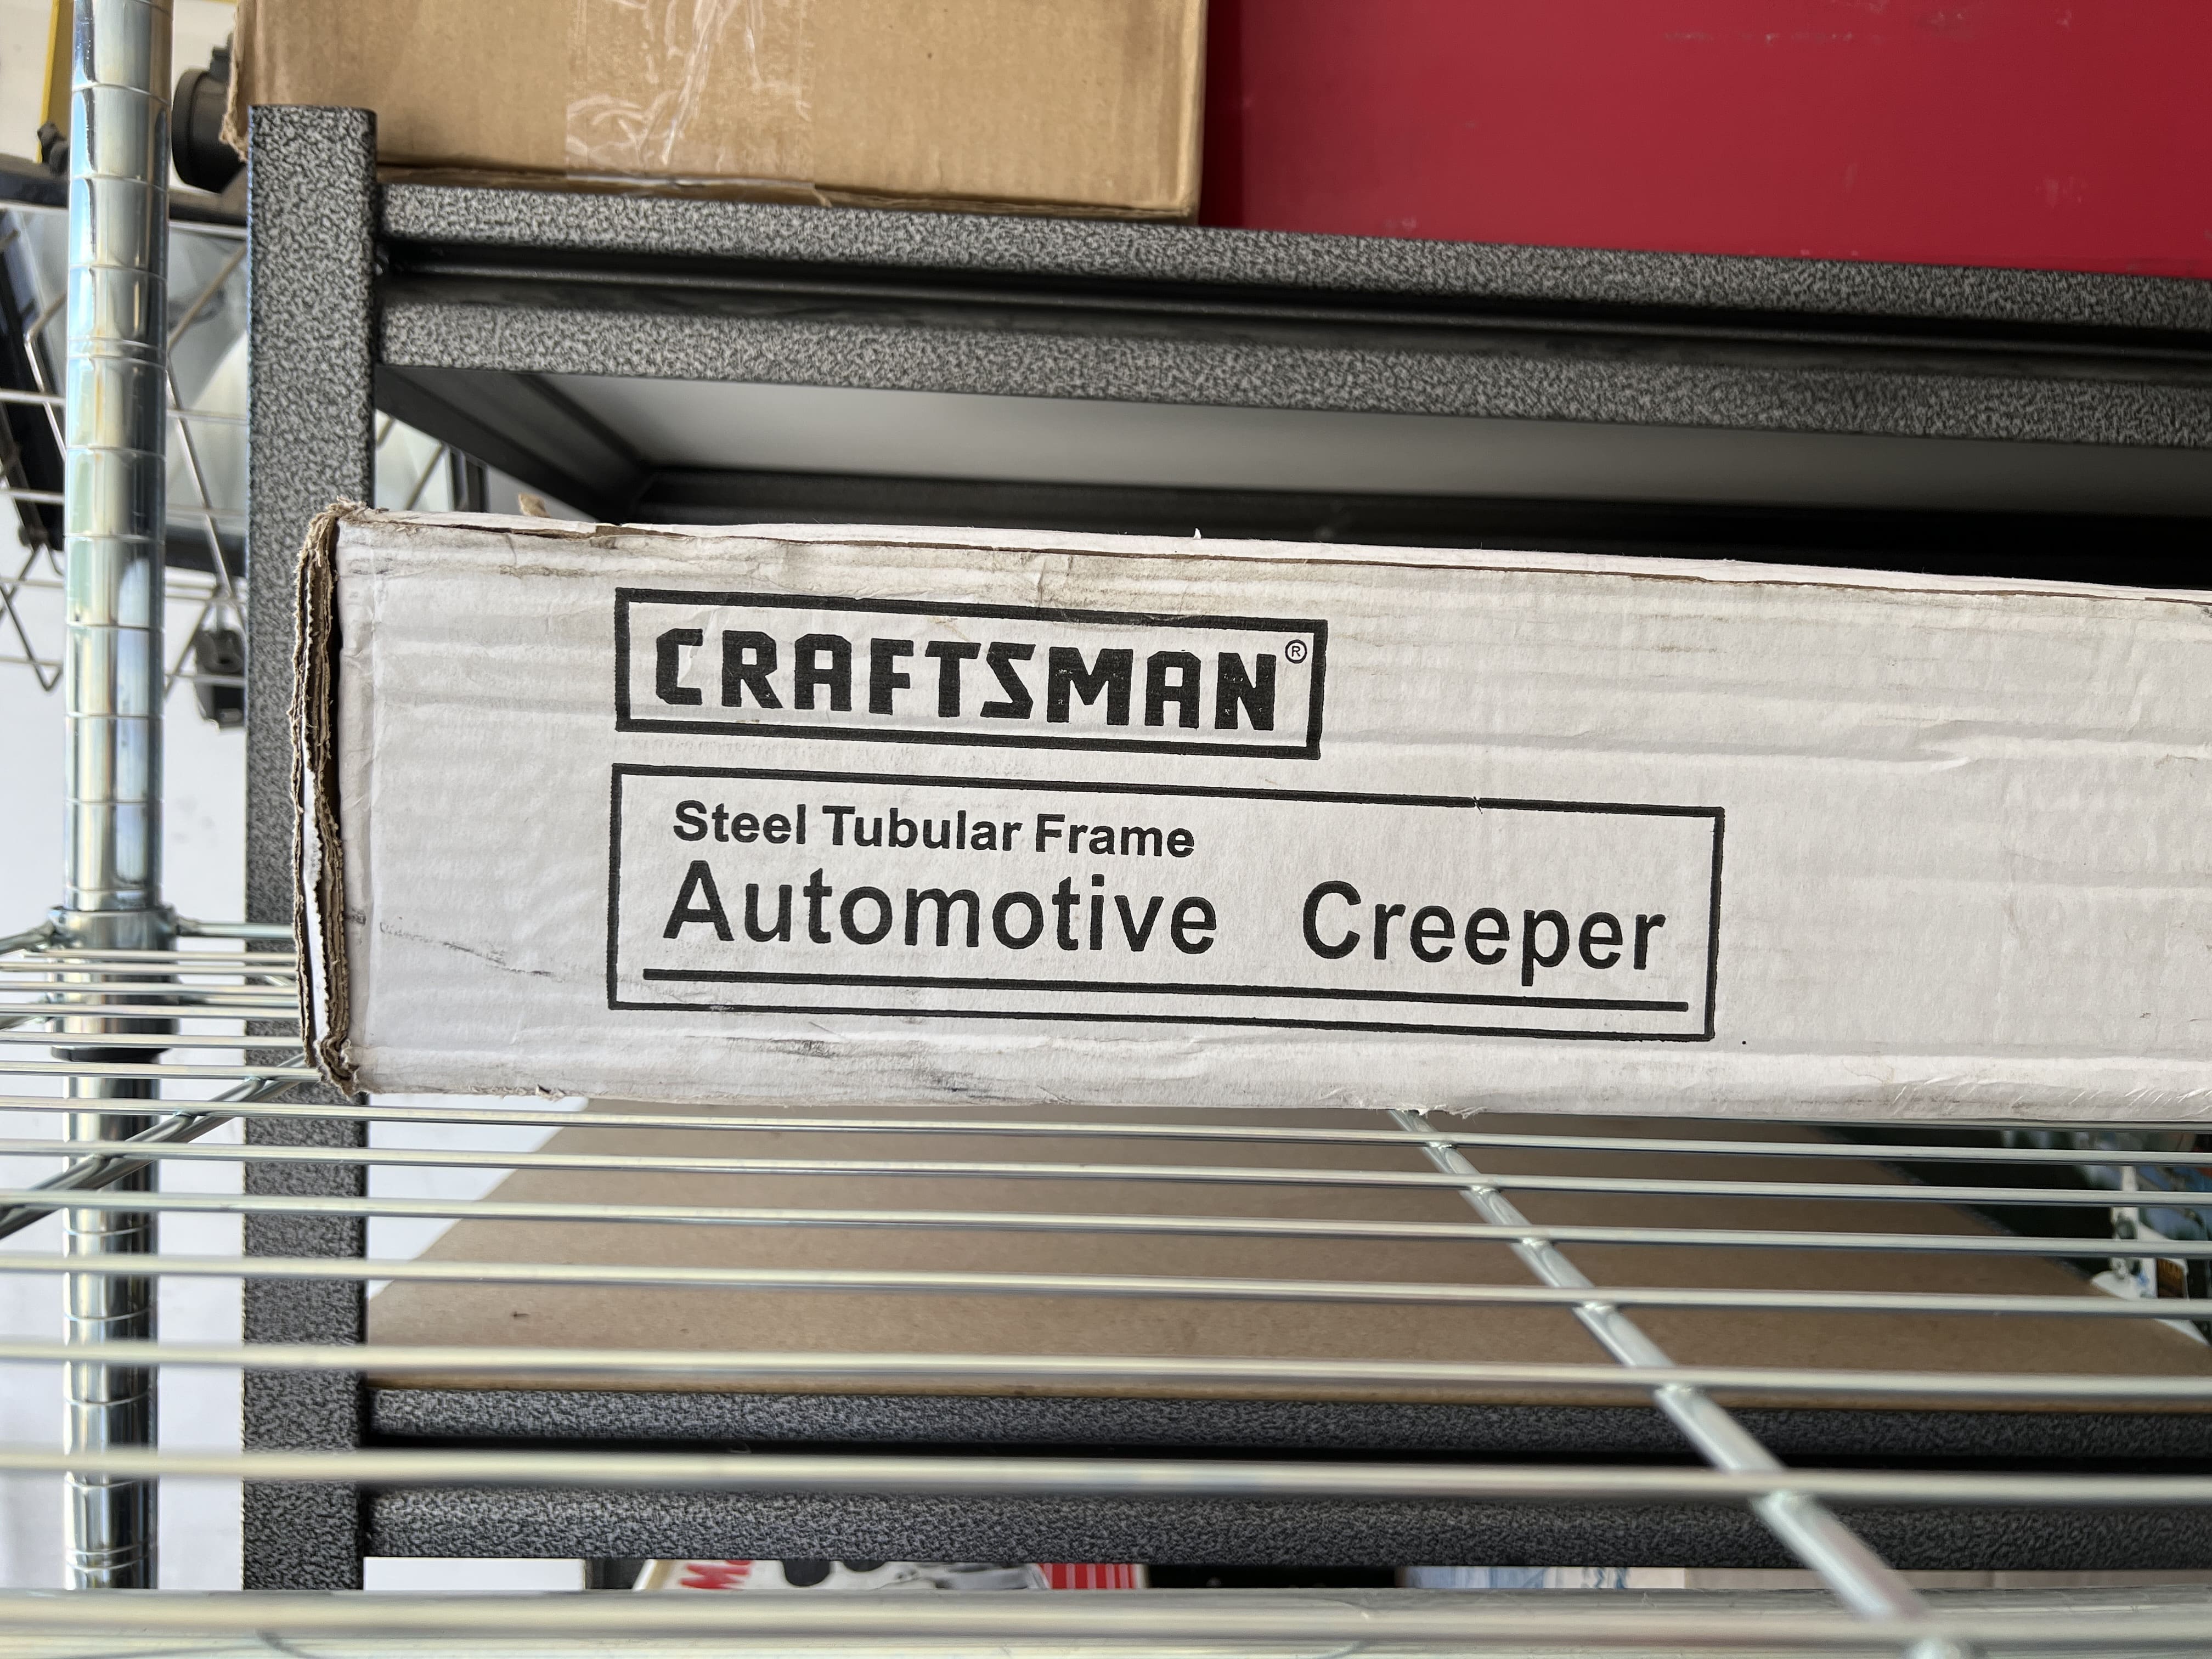 CRAFTSMAN®
Steel Tubular Frame
Automotive Creeper